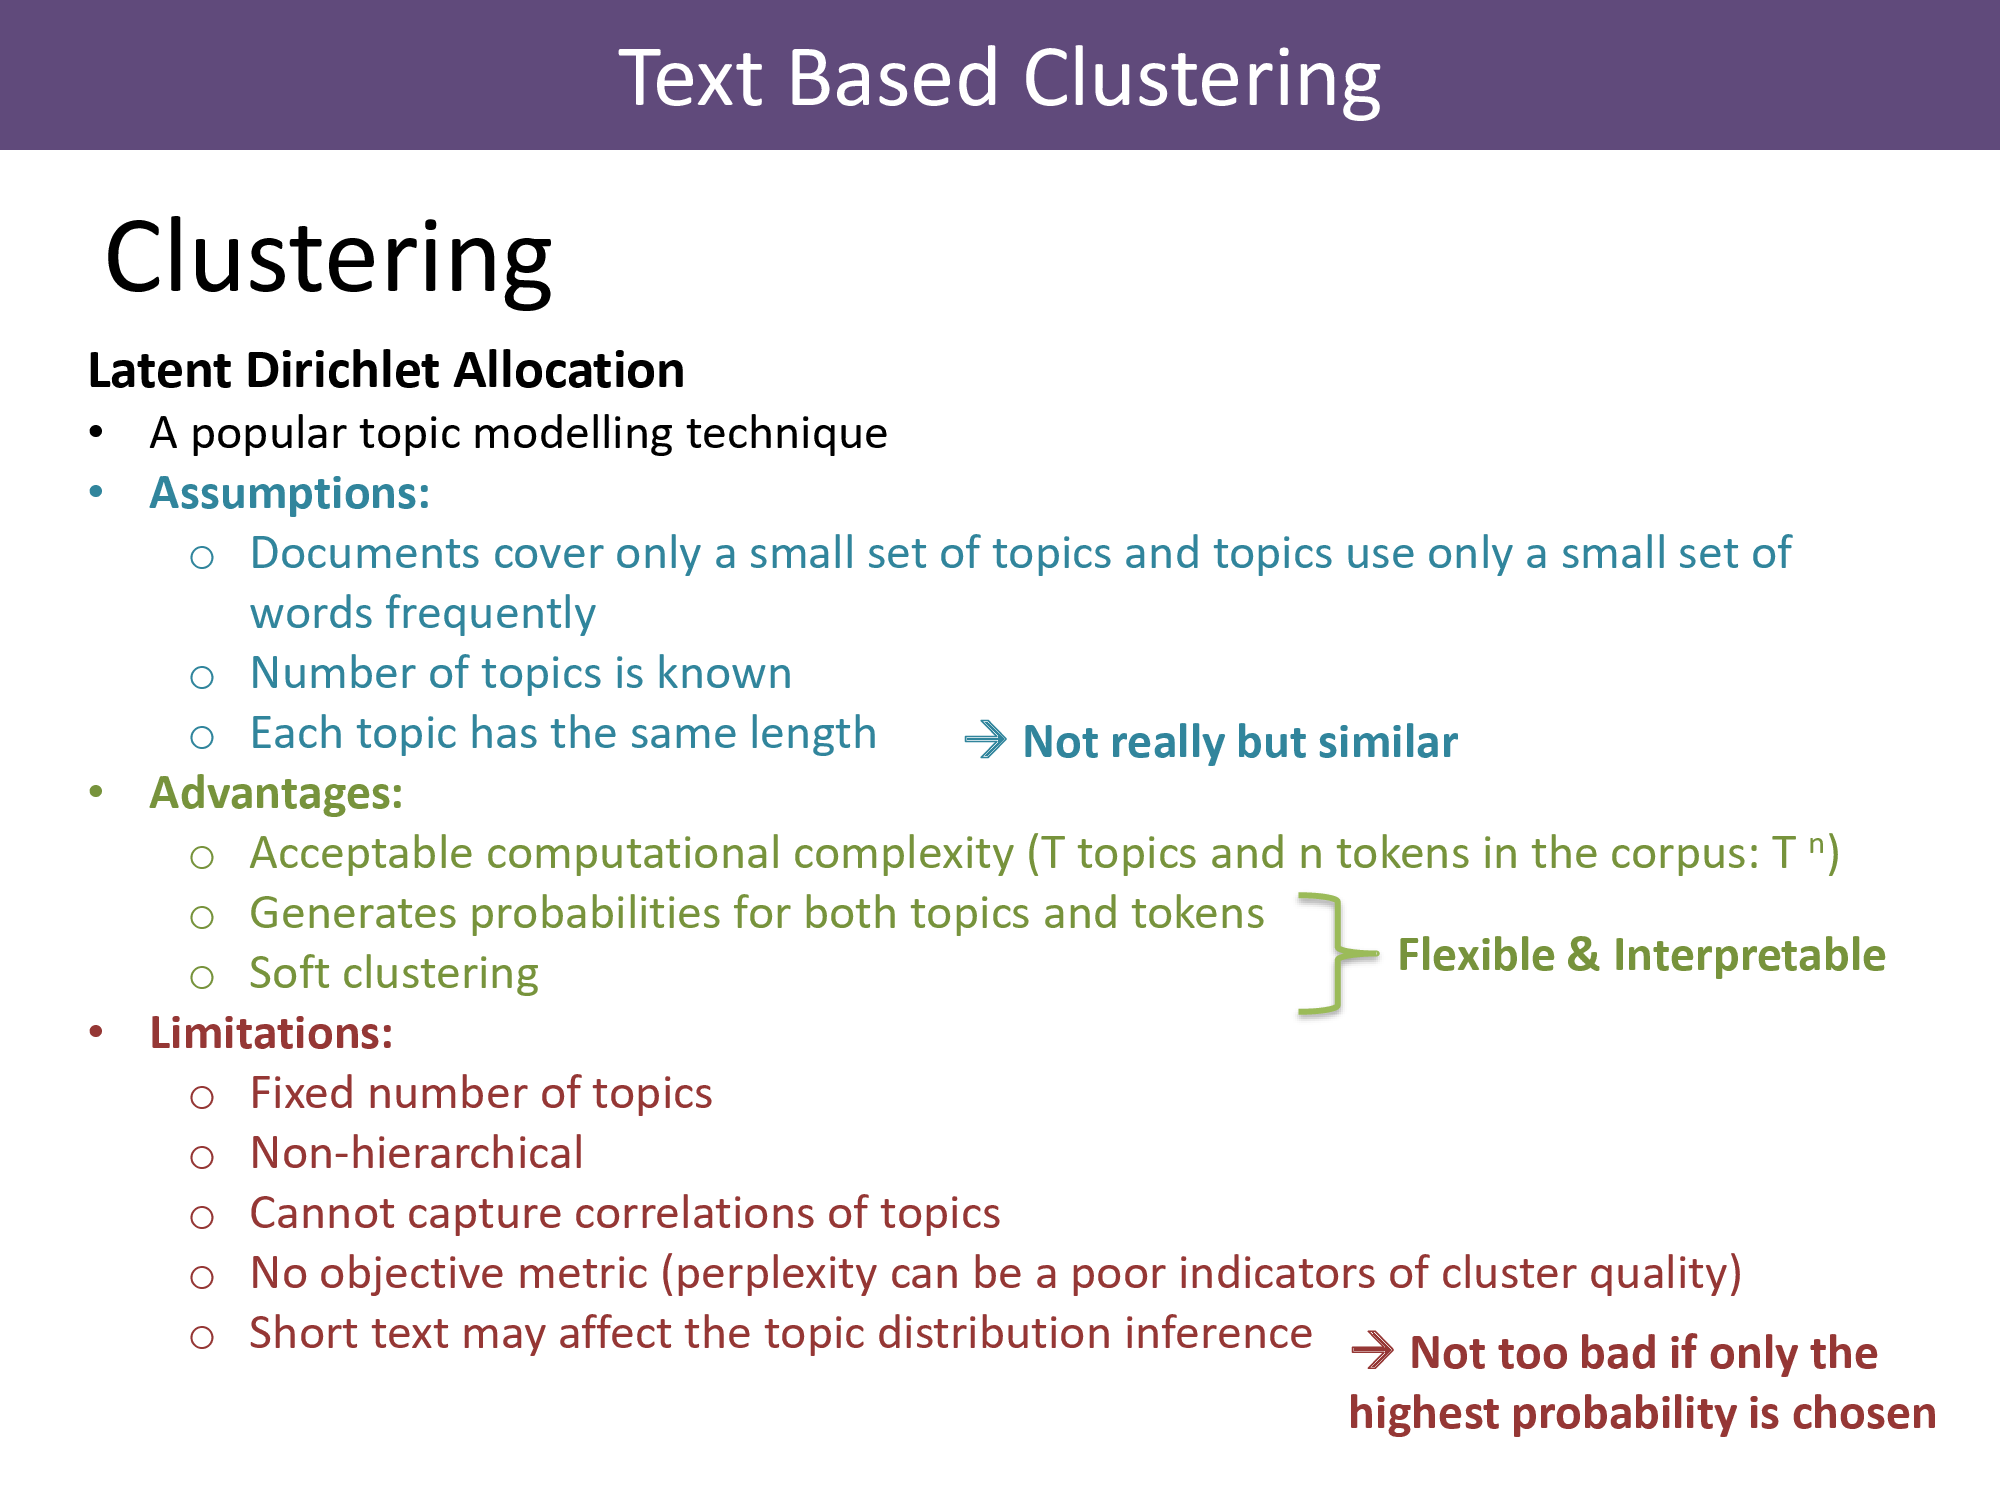 Text Based Clustering
Clustering
Latent Dirichlet Allocation
• A popular topic modelling technique
• Assumptions:
o Documents cover only a small set of topics and topics use only a small set of
words frequently
o Number of topics is known
o Each topic has the same length → Not really but similar
• Advantages:
o Acceptable computational complexity (T topics and n tokens in the corpus: T ⁿ)
o Generates probabilities for both topics and tokens
Flexible & Interpretable
o Soft clustering
• Limitations:
o Fixed number of topics
o Non-hierarchical
o Cannot capture correlations of topics
o No objective metric (perplexity can be a poor indicators of cluster quality)
o Short text may affect the topic distribution inference
→ Not too bad if only the
highest probability is chosen